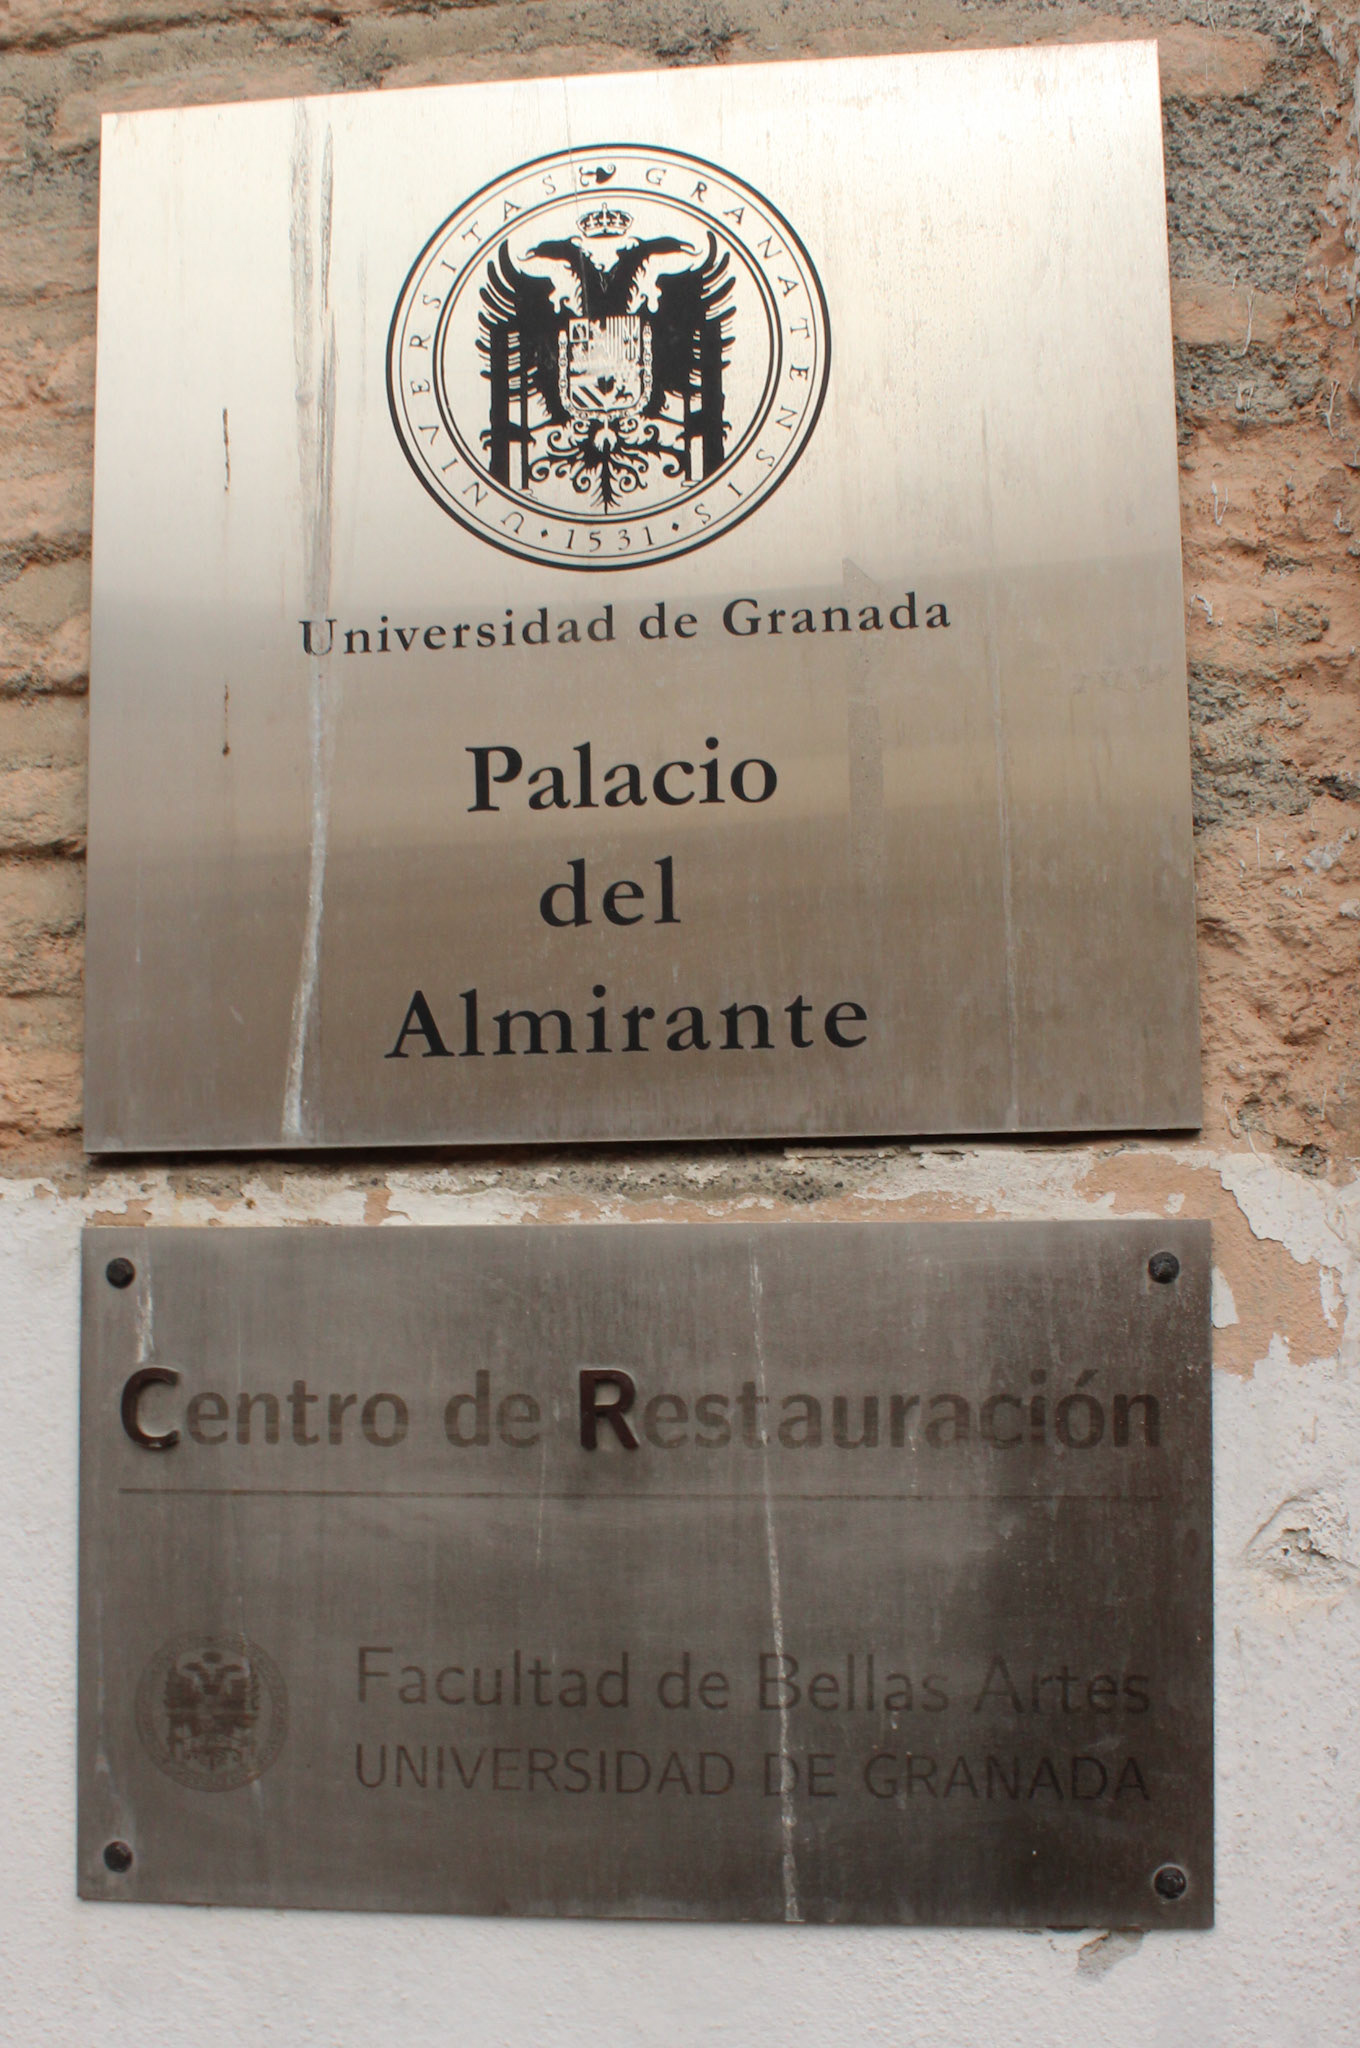 UNIVERSITAS GRANATENSIS
· 1531 ·
Universidad de Granada
Palacio
del
Almirante
Centro de Restauración
Facultad de Bellas Artes
UNIVERSIDAD DE GRANADA